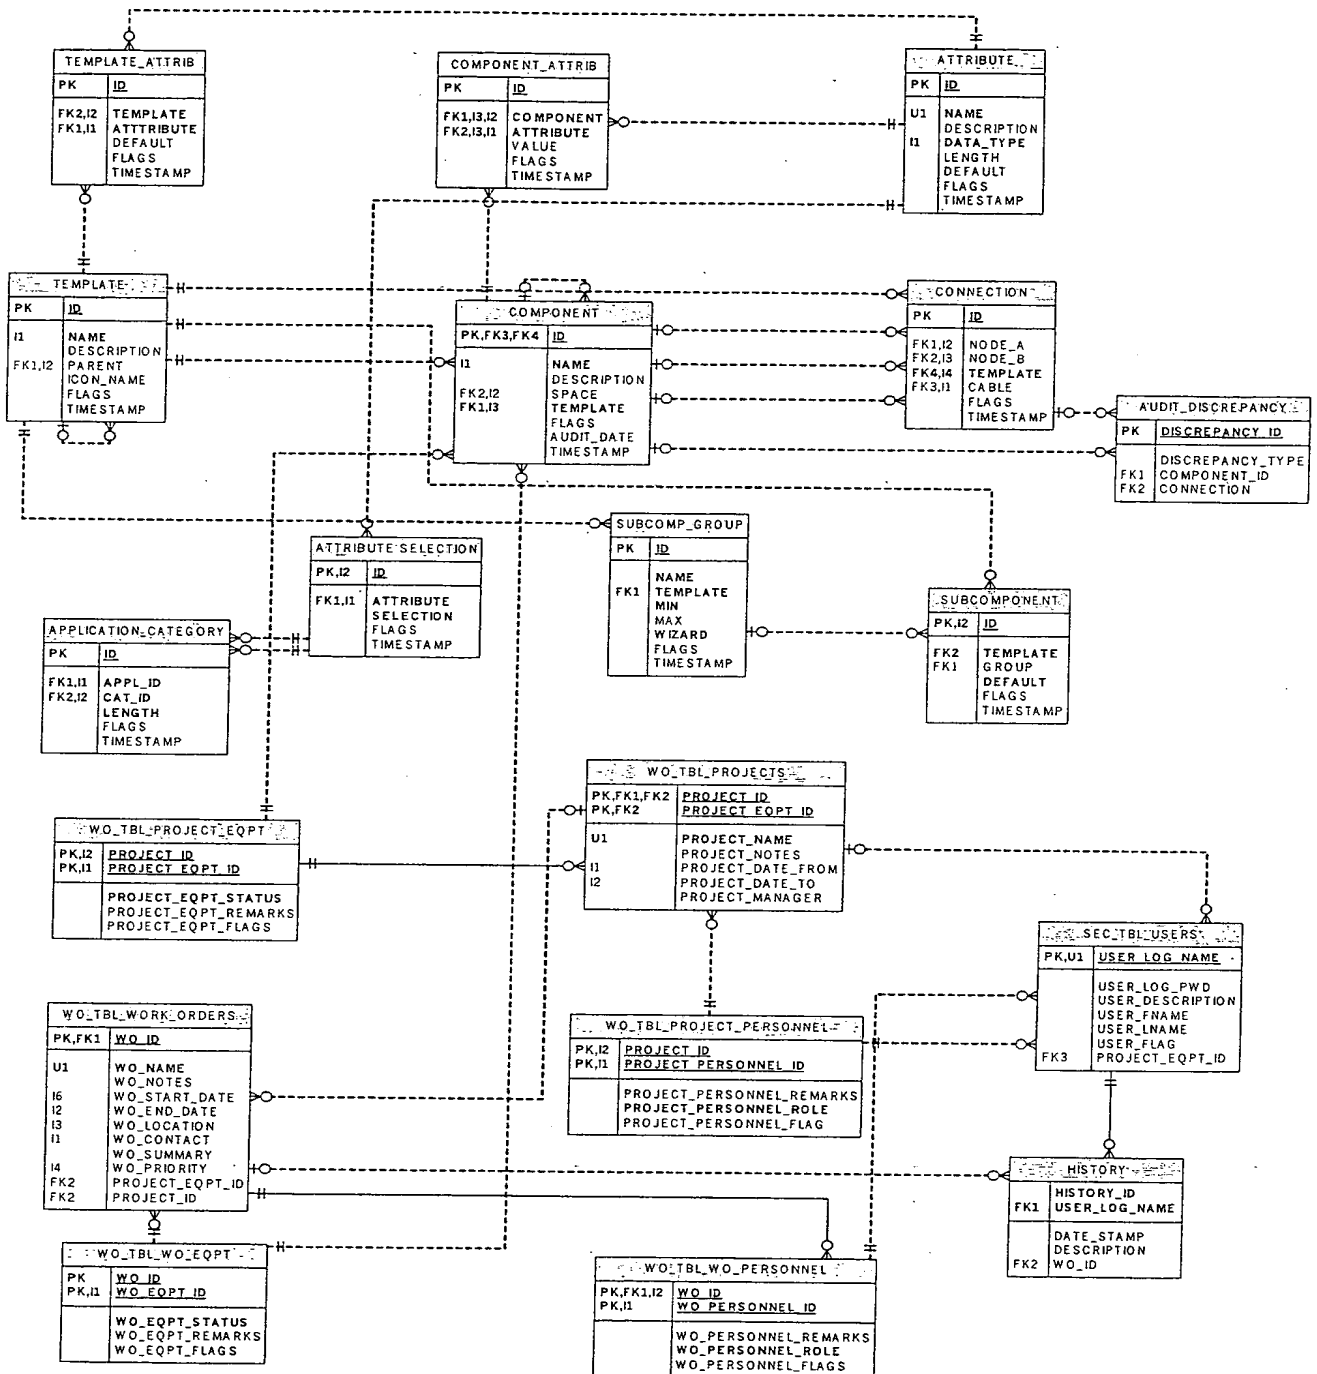 TEMPLATE_ATTRIB
PK ID
FK2,I2 TEMPLATE
FK1,I1 ATTTRIBUTE
DEFAULT
FLAGS
TIMESTAMP
COMPONENT_ATTRIB
PK ID
FK1,I3,I2 COMPONENT
FK2,I3,I1 ATTRIBUTE
VALUE
FLAGS
TIMESTAMP
ATTRIBUTE
PK ID
U1 NAME
DESCRIPTION
I1 DATA_TYPE
LENGTH
DEFAULT
FLAGS
TIMESTAMP
TEMPLATE
PK ID
I1 NAME
DESCRIPTION
FK1,I2 PARENT
ICON_NAME
FLAGS
TIMESTAMP
COMPONENT
PK,FK3,FK4 ID
I1 NAME
DESCRIPTION
FK2,I2 SPACE
FK1,I3 TEMPLATE
FLAGS
AUDIT_DATE
TIMESTAMP
CONNECTION
PK ID
FK1,I2 NODE_A
FK2,I3 NODE_B
FK4,I4 TEMPLATE
FK3,I1 CABLE
FLAGS
TIMESTAMP
AUDIT_DISCREPANCY
PK DISCREPANCY_ID
DISCREPANCY_TYPE
FK1 COMPONENT_ID
FK2 CONNECTION
ATTRIBUTE SELECTION
PK,I2 ID
FK1,I1 ATTRIBUTE
SELECTION
FLAGS
TIMESTAMP
SUBCOMP_GROUP
PK ID
NAME
FK1 TEMPLATE
MIN
MAX
WIZARD
FLAGS
TIMESTAMP
SUBCOMPONENT
PK,I2 ID
FK2 TEMPLATE
FK1 GROUP
DEFAULT
FLAGS
TIMESTAMP
APPLICATION_CATEGORY
PK ID
FK1,I1 APPL_ID
FK2,I2 CAT_ID
LENGTH
FLAGS
TIMESTAMP
WO_TBL_PROJECTS
PK,FK1,FK2 PROJECT_ID
PK,FK2 PROJECT_EQPT_ID
U1 PROJECT_NAME
PROJECT_NOTES
I1 PROJECT_DATE_FROM
I2 PROJECT_DATE_TO
PROJECT_MANAGER
WO_TBL_PROJECT_EQPT
PK,I2 PROJECT_ID
PK,I1 PROJECT_EQPT_ID
PROJECT_EQPT_STATUS
PROJECT_EQPT_REMARKS
PROJECT_EQPT_FLAGS
SEC_TBL_USERS
PK,U1 USER_LOG_NAME
USER_LOG_PWD
USER_DESCRIPTION
USER_FNAME
USER_LNAME
USER_FLAG
FK3 PROJECT_EQPT_ID
WO_TBL_WORK_ORDERS
PK,FK1 WO_ID
U1 WO_NAME
WO_NOTES
I6 WO_START_DATE
I2 WO_END_DATE
I3 WO_LOCATION
I1 WO_CONTACT
WO_SUMMARY
I4 WO_PRIORITY
FK2 PROJECT_EQPT_ID
FK2 PROJECT_ID
WO_TBL_PROJECT_PERSONNEL
PK,I2 PROJECT_ID
PK,I1 PROJECT_PERSONNEL_ID
PROJECT_PERSONNEL_REMARKS
PROJECT_PERSONNEL_ROLE
PROJECT_PERSONNEL_FLAG
HISTORY
HISTORY_ID
FK1 USER_LOG_NAME
DATE_STAMP
DESCRIPTION
FK2 WO_ID
WO_TBL_WO_EQPT
PK WO_ID
PK,I1 WO_EQPT_ID
WO_EQPT_STATUS
WO_EQPT_REMARKS
WO_EQPT_FLAGS
WO_TBL_WO_PERSONNEL
PK,FK1,I2 WO_ID
PK,I1 WO_PERSONNEL_ID
WO_PERSONNEL_REMARKS
WO_PERSONNEL_ROLE
WO_PERSONNEL_FLAGS